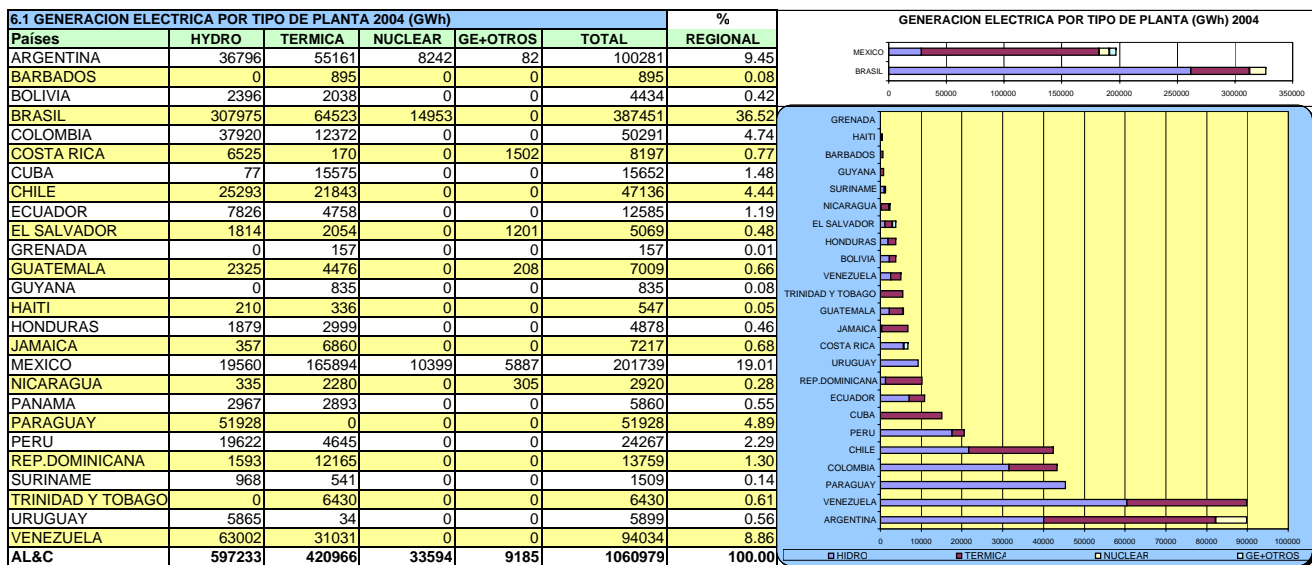 6.1 GENERACION ELECTRICA POR TIPO DE PLANTA 2004 (GWh) %
Países HYDRO TERMICA NUCLEAR GE+OTROS TOTAL REGIONAL
ARGENTINA 36796 55161 8242 82 100281 9.45
BARBADOS 0 895 0 0 895 0.08
BOLIVIA 2396 2038 0 0 4434 0.42
BRASIL 307975 64523 14953 0 387451 36.52
COLOMBIA 37920 12372 0 0 50291 4.74
COSTA RICA 6525 170 0 1502 8197 0.77
CUBA 77 15575 0 0 15652 1.48
CHILE 25293 21843 0 0 47136 4.44
ECUADOR 7826 4758 0 0 12585 1.19
EL SALVADOR 1814 2054 0 1201 5069 0.48
GRENADA 0 157 0 0 157 0.01
GUATEMALA 2325 4476 0 208 7009 0.66
GUYANA 0 835 0 0 835 0.08
HAITI 210 336 0 0 547 0.05
HONDURAS 1879 2999 0 0 4878 0.46
JAMAICA 357 6860 0 0 7217 0.68
MEXICO 19560 165894 10399 5887 201739 19.01
NICARAGUA 335 2280 0 305 2920 0.28
PANAMA 2967 2893 0 0 5860 0.55
PARAGUAY 51928 0 0 0 51928 4.89
PERU 19622 4645 0 0 24267 2.29
REP.DOMINICANA 1593 12165 0 0 13759 1.30
SURINAME 968 541 0 0 1509 0.14
TRINIDAD Y TOBAGO 0 6430 0 0 6430 0.61
URUGUAY 5865 34 0 0 5899 0.56
VENEZUELA 63002 31031 0 0 94034 8.86
AL&C 597233 420966 33594 9185 1060979 100.00
GENERACION ELECTRICA POR TIPO DE PLANTA (GWh) 2004
MEXICO
BRASIL
0 50000 100000 150000 200000 250000 300000 350000
GRENADA
HAITI
BARBADOS
GUYANA
SURINAME
NICARAGUA
EL SALVADOR
HONDURAS
BOLIVIA
VENEZUELA
TRINIDAD Y TOBAGO
GUATEMALA
JAMAICA
COSTA RICA
URUGUAY
REP.DOMINICANA
ECUADOR
CUBA
PERU
CHILE
COLOMBIA
PARAGUAY
VENEZUELA
ARGENTINA
0 10000 20000 30000 40000 50000 60000 70000 80000 90000 100000
HIDRO TERMICA NUCLEAR GE+OTROS